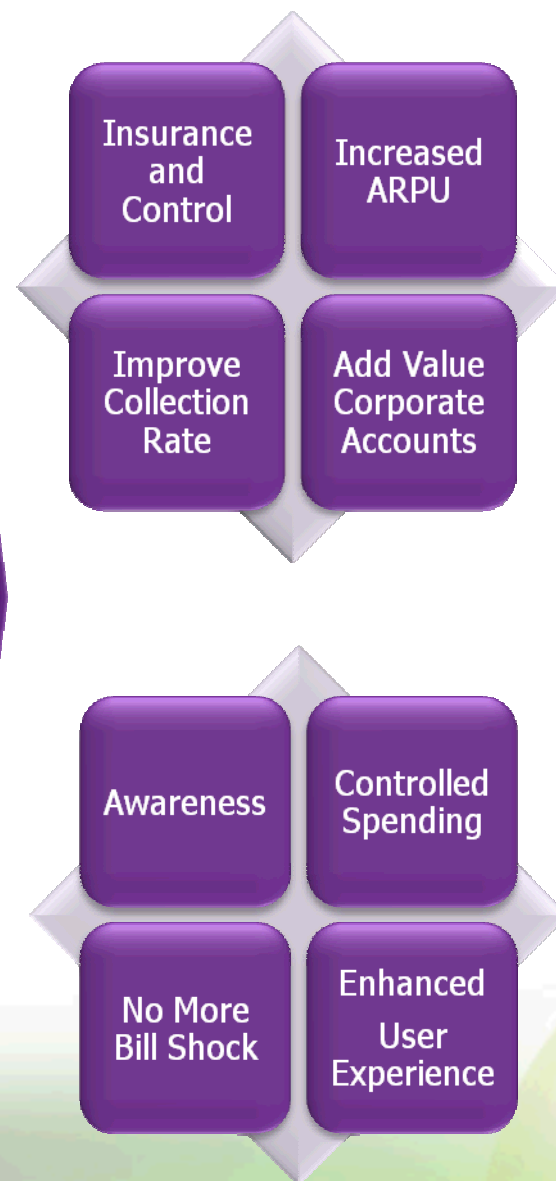 Insurance
and
Control
Increased
ARPU
Improve
Collection
Rate
Add Value
Corporate
Accounts
Awareness
Controlled
Spending
No More
Bill Shock
Enhanced
User
Experience